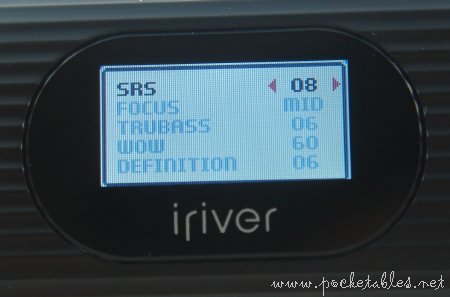 SRS 08
FOCUS MID
TRUBASS 06
WOW 60
DEFINITION 06
iriver
www.pocketables.net